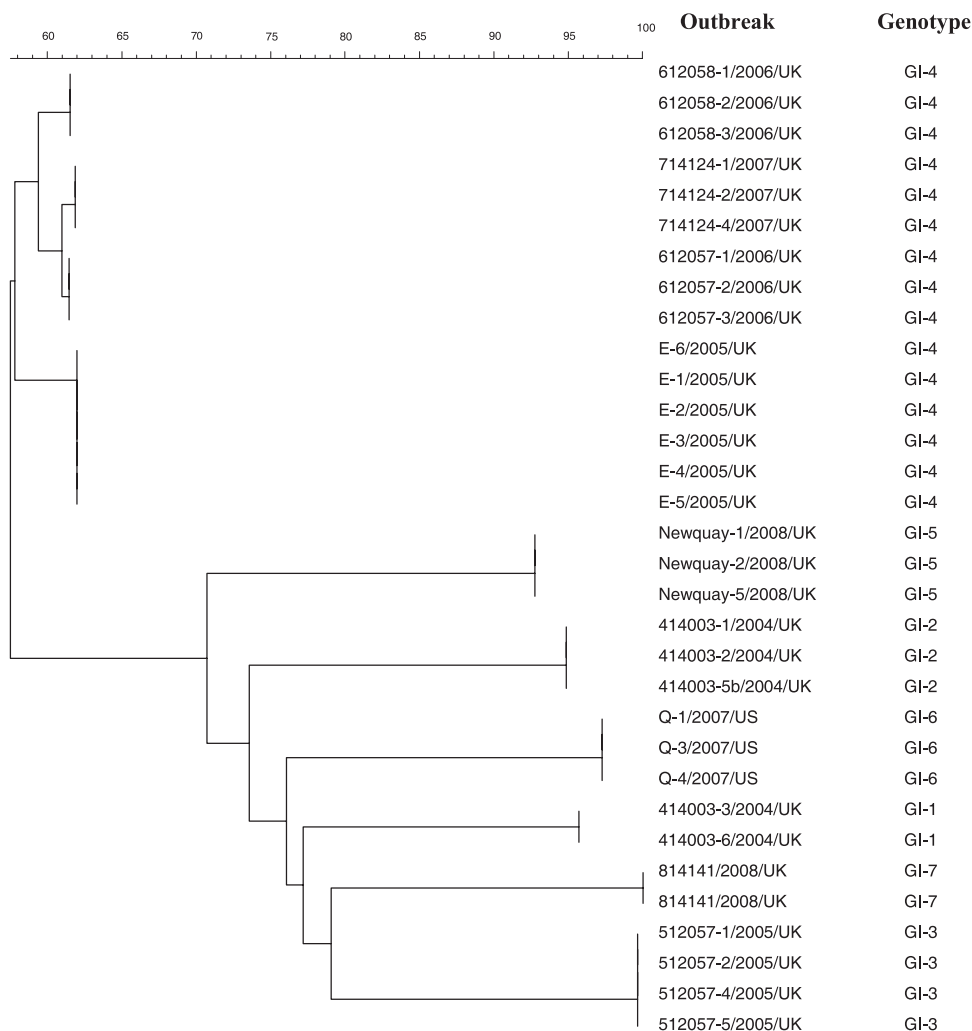 60 65 70 75 80 85 90 95 100 Outbreak Genotype
612058-1/2006/UK GI-4
612058-2/2006/UK GI-4
612058-3/2006/UK GI-4
714124-1/2007/UK GI-4
714124-2/2007/UK GI-4
714124-4/2007/UK GI-4
612057-1/2006/UK GI-4
612057-2/2006/UK GI-4
612057-3/2006/UK GI-4
E-6/2005/UK GI-4
E-1/2005/UK GI-4
E-2/2005/UK GI-4
E-3/2005/UK GI-4
E-4/2005/UK GI-4
E-5/2005/UK GI-4
Newquay-1/2008/UK GI-5
Newquay-2/2008/UK GI-5
Newquay-5/2008/UK GI-5
414003-1/2004/UK GI-2
414003-2/2004/UK GI-2
414003-5b/2004/UK GI-2
Q-1/2007/US GI-6
Q-3/2007/US GI-6
Q-4/2007/US GI-6
414003-3/2004/UK GI-1
414003-6/2004/UK GI-1
814141/2008/UK GI-7
814141/2008/UK GI-7
512057-1/2005/UK GI-3
512057-2/2005/UK GI-3
512057-4/2005/UK GI-3
512057-5/2005/UK GI-3